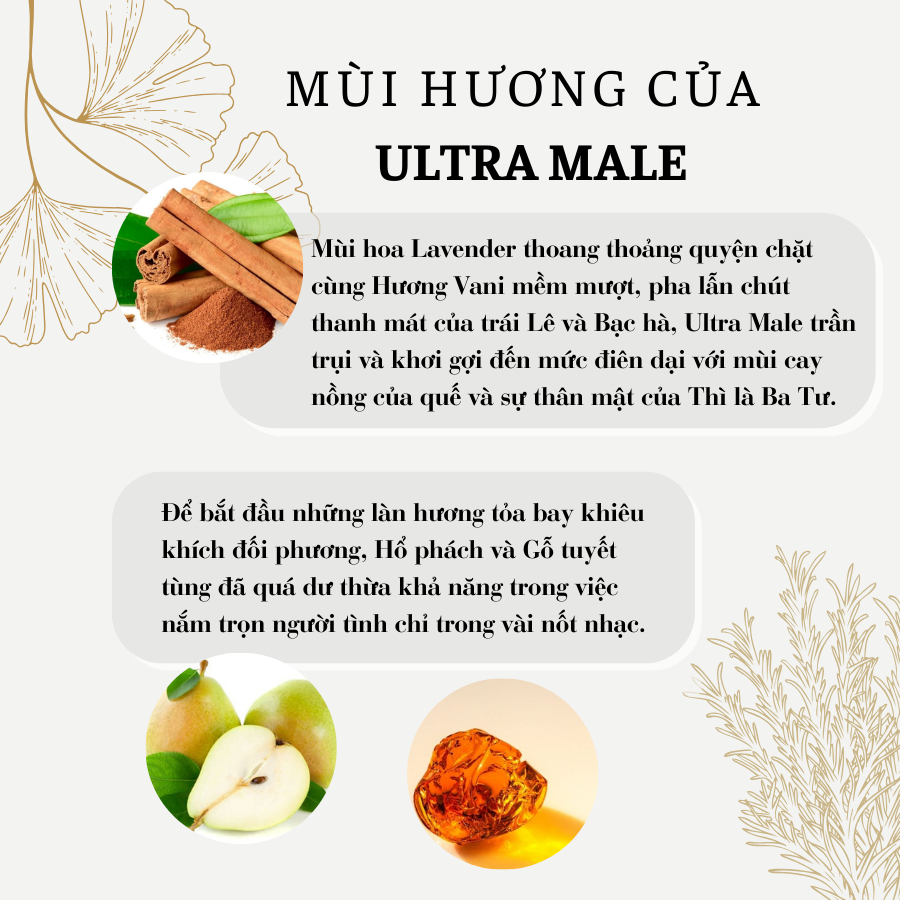 MÙI HƯƠNG CỦA
ULTRA MALE
Mùi hoa Lavender thoang thoảng quyện chặt
cùng Hương Vani mềm mượt, pha lẫn chút
thanh mát của trái Lê và Bạc hà, Ultra Male trần
trụi và khơi gợi đến mức điên dại với mùi cay
nồng của quế và sự thân mật của Thì là Ba Tư.
Để bắt đầu những làn hương tỏa bay khiêu
khích đối phương, Hổ phách và Gỗ tuyết
tùng đã quá dư thừa khả năng trong việc
nắm trọn người tình chỉ trong vài nốt nhạc.